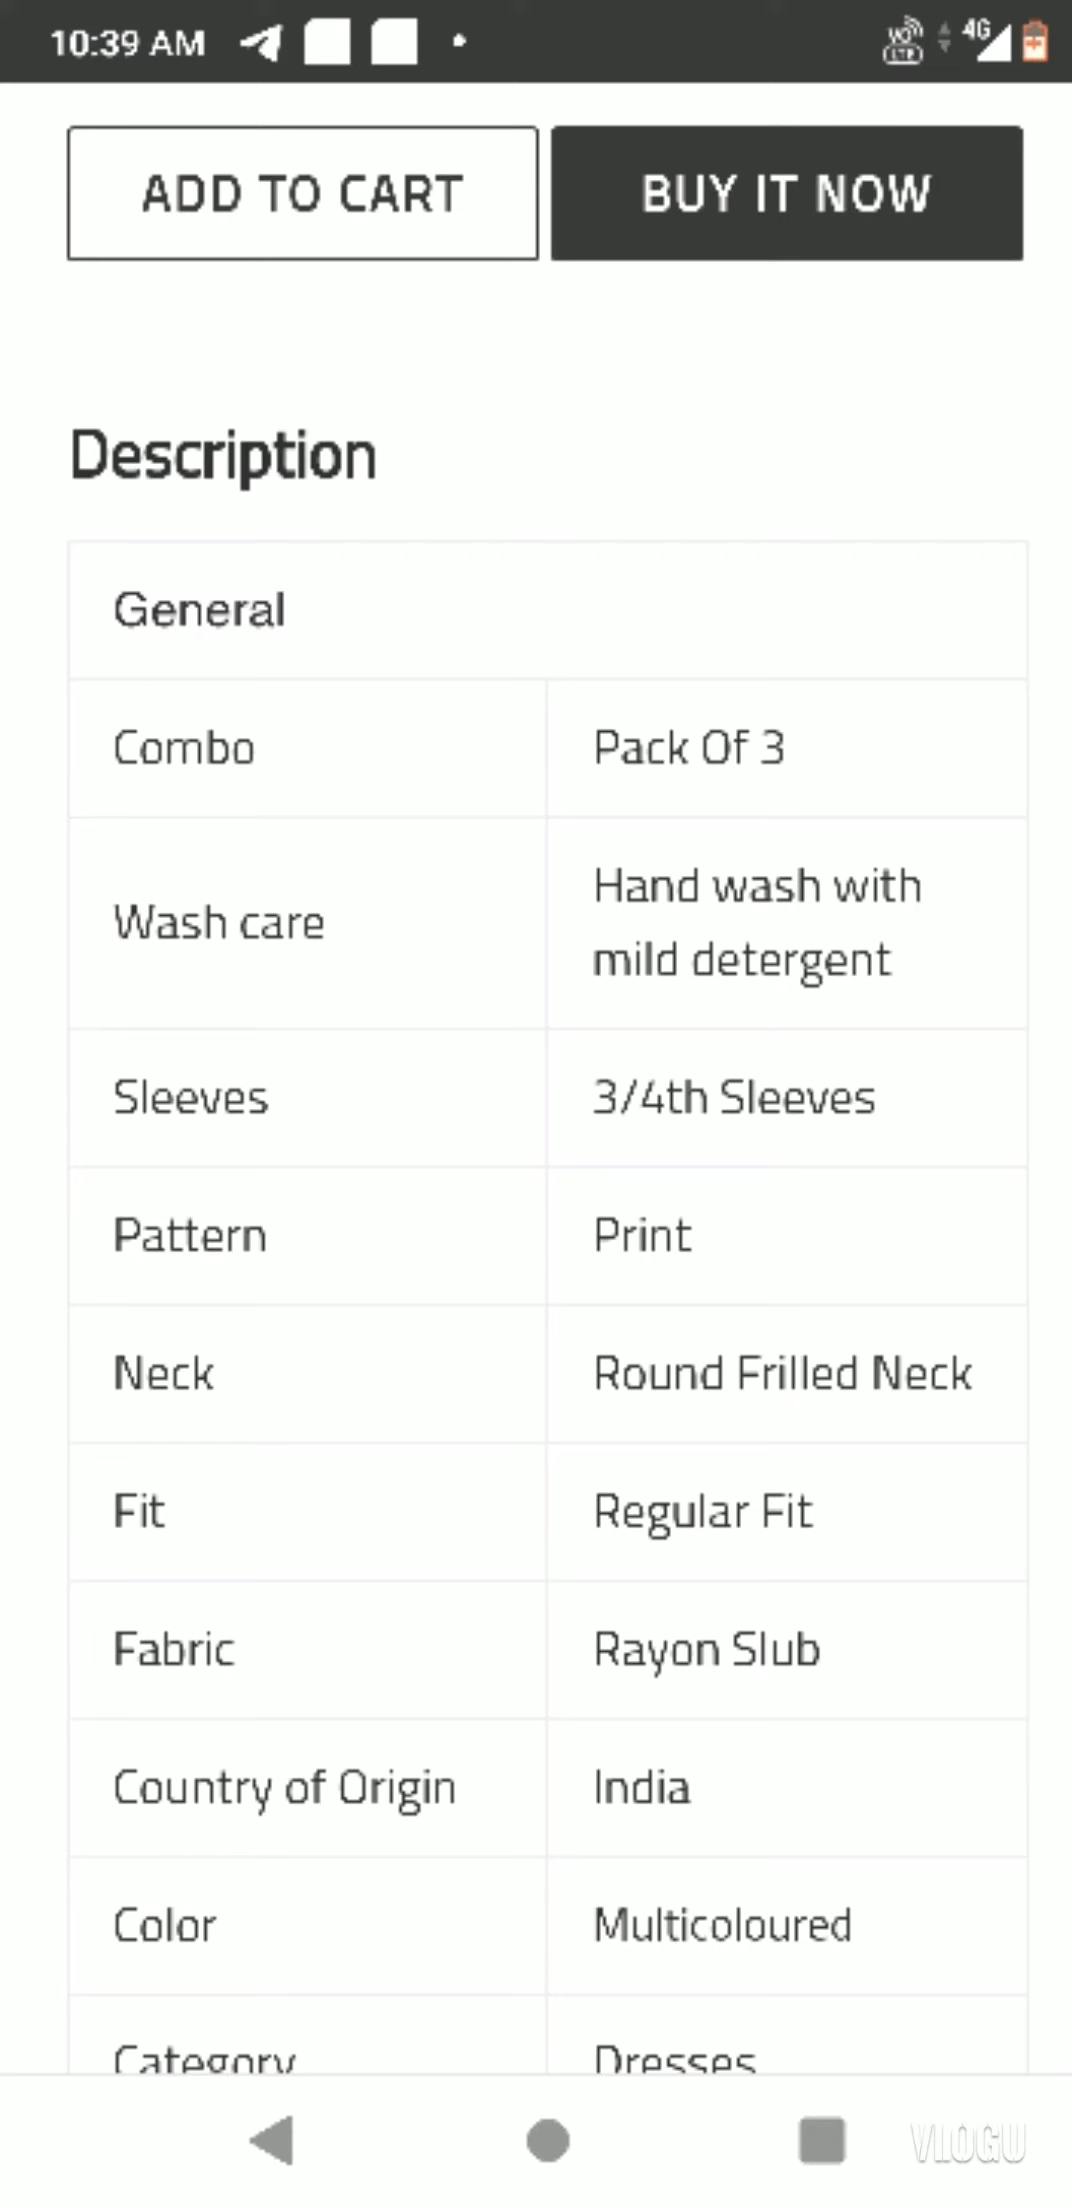 10:39 AM
VO LTE 4G
ADD TO CART
BUY IT NOW
Description
General
Combo Pack Of 3
Wash care Hand wash with
mild detergent
Sleeves 3/4th Sleeves
Pattern Print
Neck Round Frilled Neck
Fit Regular Fit
Fabric Rayon Slub
Country of Origin India
Color Multicoloured
Category Dresses
VLOGU